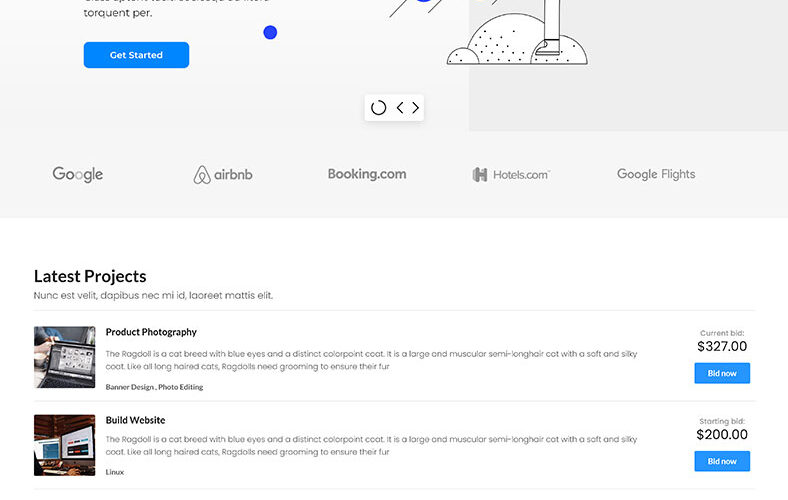 torquent per.
Get Started
Google
airbnb
Booking.com
Hotels.com
Google Flights
Latest Projects
Nunc est velit, dapibus nec mi id, laoreet mattis elit.
Product Photography
The Ragdoll is a cat breed with blue eyes and a distinct colorpoint coat. It is a large and muscular semi-longhair cat with a soft and silky
coat. Like all long haired cats, Ragdolls need grooming to ensure their fur
Banner Design , Photo Editing
Current bid:
$327.00
Bid now
Build Website
The Ragdoll is a cat breed with blue eyes and a distinct colorpoint coat. It is a large and muscular semi-longhair cat with a soft and silky
coat. Like all long haired cats, Ragdolls need grooming to ensure their fur
Linux
Starting bid:
$200.00
Bid now